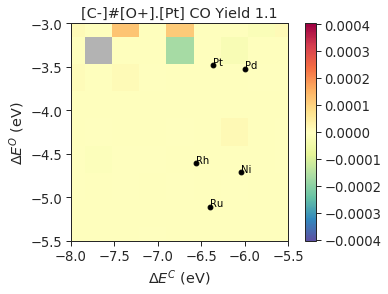 [C-]#[O+].[Pt] CO Yield 1.1
−3.0
−3.5
−4.0
−4.5
−5.0
−5.5
ΔE^O (eV)
Pt
Pd
Rh
Ni
Ru
−8.0 −7.5 −7.0 −6.5 −6.0 −5.5
ΔE^C (eV)
0.0004
0.0003
0.0002
0.0001
0.0000
−0.0001
−0.0002
−0.0003
−0.0004